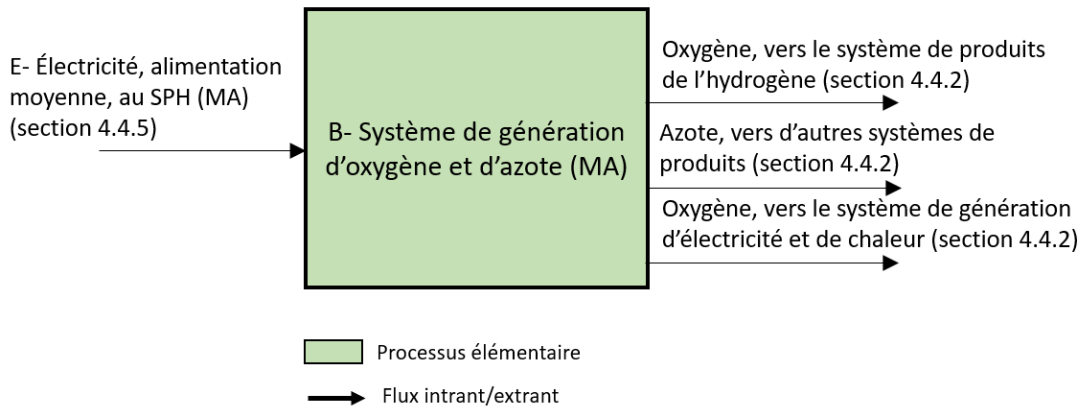 E- Électricité, alimentation
moyenne, au SPH (MA)
(section 4.4.5)
B- Système de génération
d'oxygène et d'azote (MA)
Oxygène, vers le système de produits
de l'hydrogène (section 4.4.2)
Azote, vers d'autres systèmes de
produits (section 4.4.2)
Oxygène, vers le système de génération
d'électricité et de chaleur (section 4.4.2)
Processus élémentaire
Flux intrant/extrant